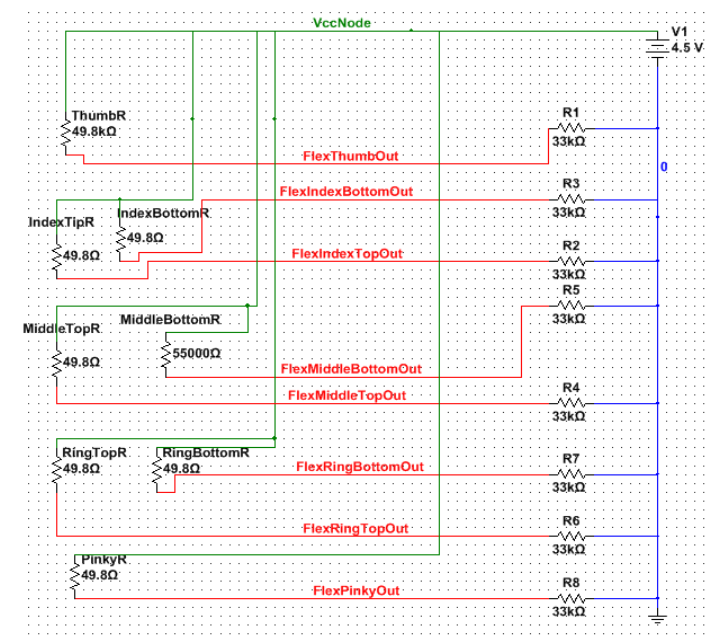 VccNode
V1
4.5 V
ThumbR
49.8kΩ
R1
33kΩ
FlexThumbOut
0
R3
33kΩ
FlexIndexBottomOut
IndexTipR
49.8Ω
IndexBottomR
49.8Ω
R2
33kΩ
FlexIndexTopOut
R5
33kΩ
MiddleTopR
49.8Ω
MiddleBottomR
55000Ω
FlexMiddleBottomOut
FlexMiddleTopOut
R4
33kΩ
RingTopR
49.8Ω
RingBottomR
49.8Ω
FlexRingBottomOut
R7
33kΩ
FlexRingTopOut
R6
33kΩ
PinkyR
49.8Ω
FlexPinkyOut
R8
33kΩ